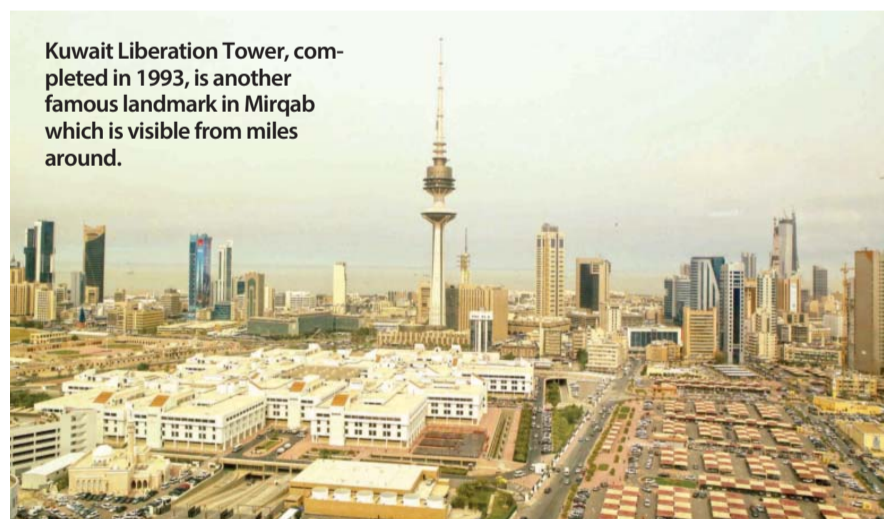 Kuwait Liberation Tower, com-
pleted in 1993, is another
famous landmark in Mirqab
which is visible from miles
around.